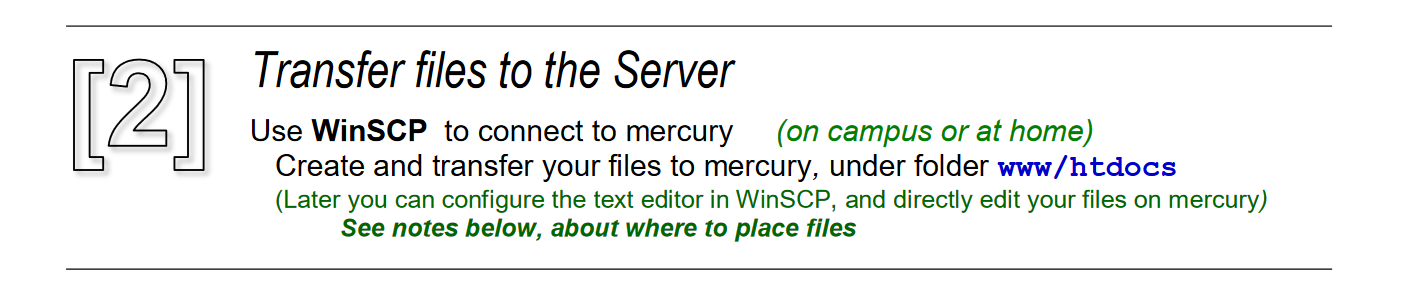 [2]
Transfer files to the Server
Use WinSCP to connect to mercury (on campus or at home)
Create and transfer your files to mercury, under folder www/htdocs
(Later you can configure the text editor in WinSCP, and directly edit your files on mercury)
See notes below, about where to place files